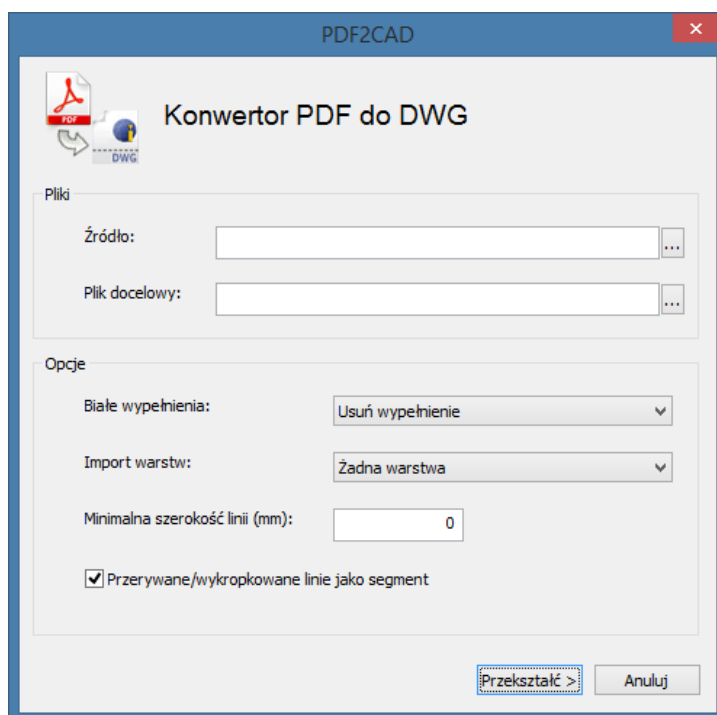 PDF2CAD
PDF
DWG
Konwertor PDF do DWG
Pliki
Źródło:
...
Plik docelowy:
...
Opcje
Białe wypełnienia:
Usuń wypełnienie
Import warstw:
Żadna warstwa
Minimalna szerokość linii (mm):
0
Przerywane/wykropkowane linie jako segment
Przekształć >
Anuluj